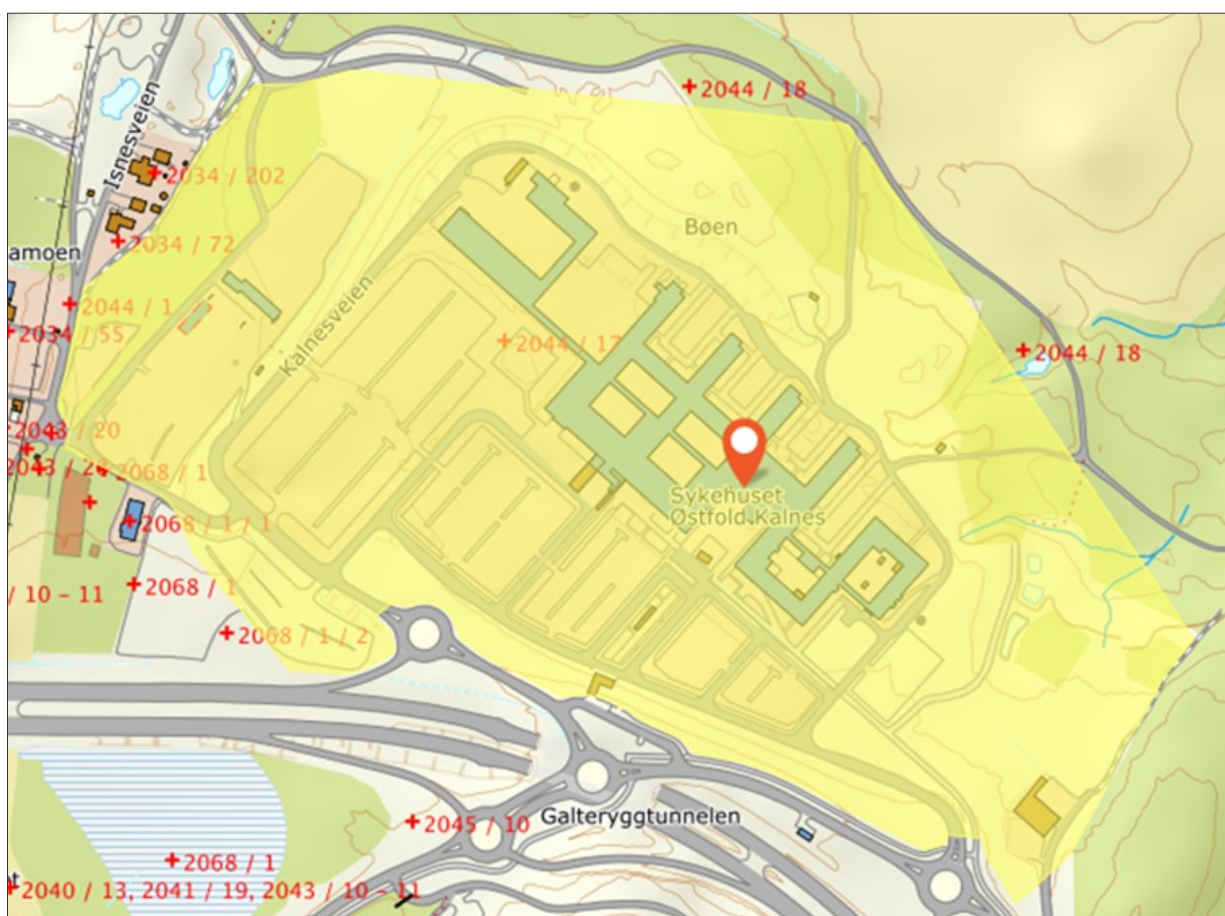 2044 / 18
Isnesveien
2034 / 202
Bøen
2034 / 72
amoen
Kalnesveien
2044 / 1
2034 / 55
2044 / 17
2044 / 18
2043 / 20
2068 / 1
Sykehuset
Østfold Kalnes
2068 / 1 / 1
2068 / 1
/ 10 – 11
2068 / 1 / 2
Galteryggtunnelen
2045 / 10
2068 / 1
2040 / 13, 2041 / 19, 2043 / 10 – 11